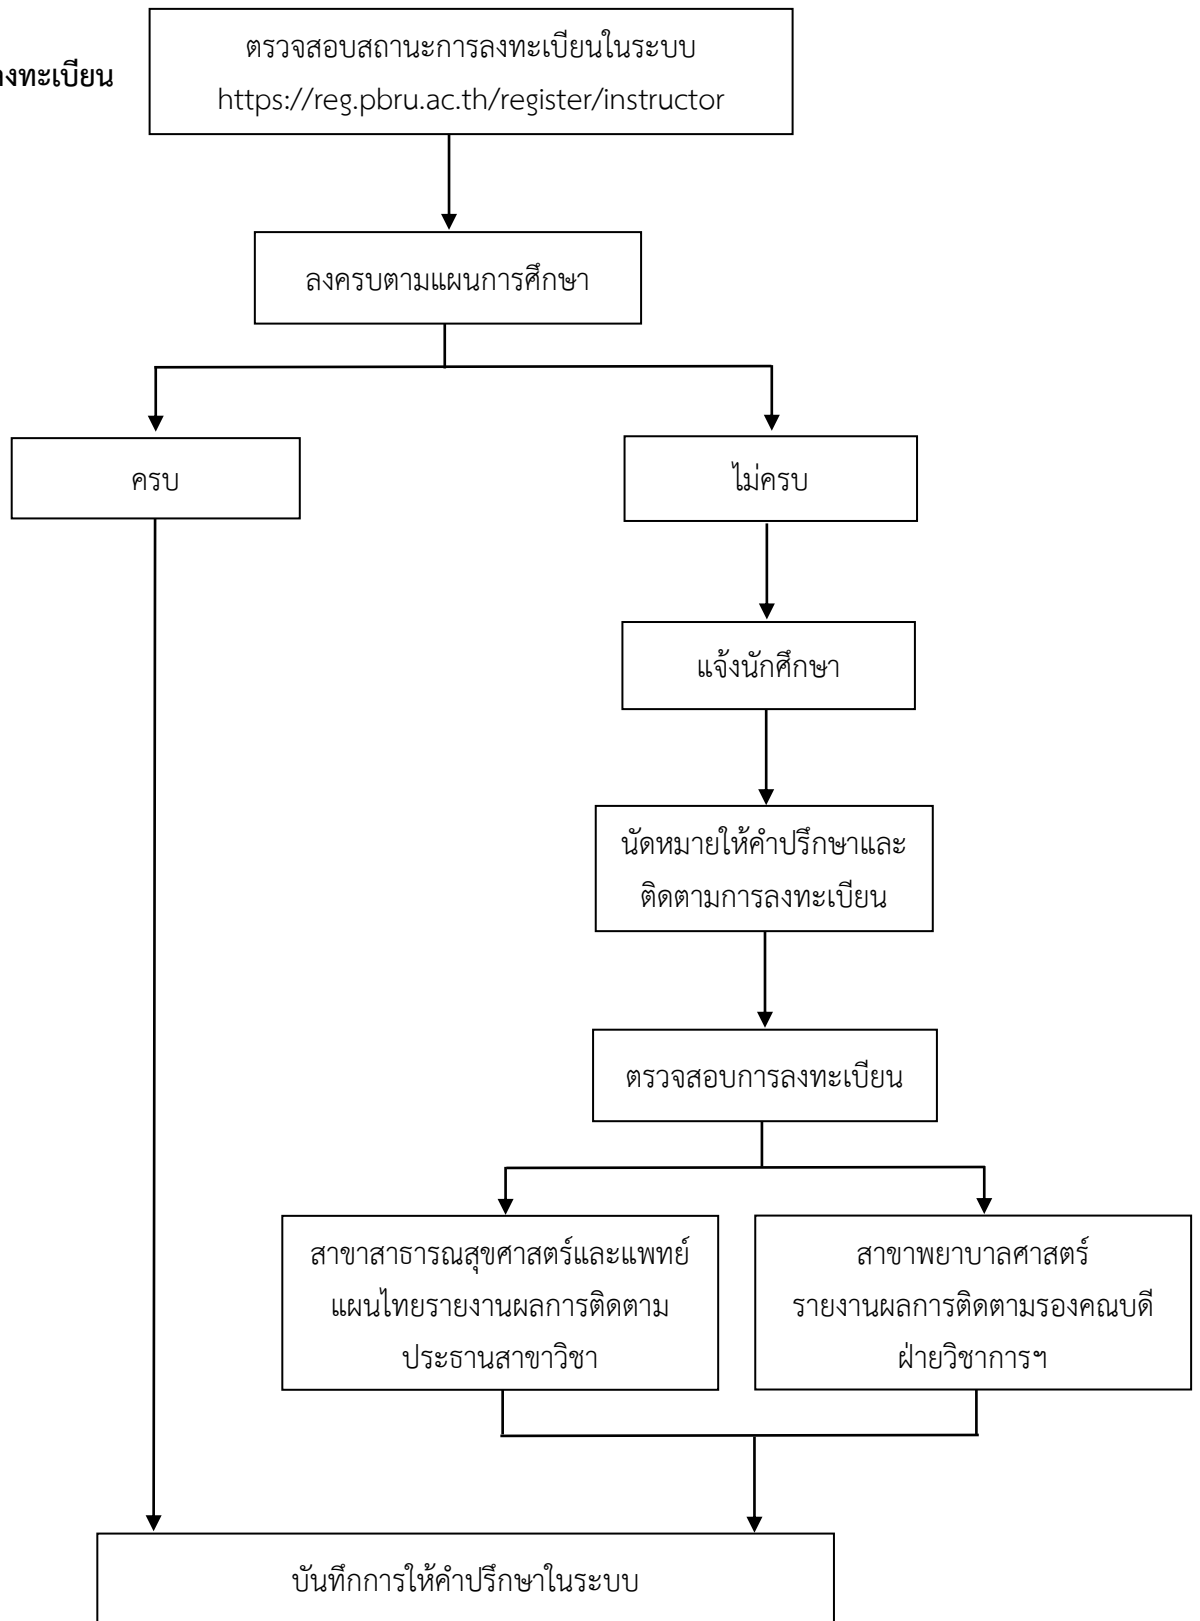 ตรวจสอบสถานะการลงทะเบียนในระบบ
งทะเบียน
https://reg.pbru.ac.th/register/instructor
ลงครบตามแผนการศึกษา
ครบ
ไม่ครบ
แจ้งนักศึกษา
นัดหมายให้คำปรึกษาและ
ติดตามการลงทะเบียน
ตรวจสอบการลงทะเบียน
สาขาสาธารณสุขศาสตร์และแพทย์
แผนไทยรายงานผลการติดตาม
ประธานสาขาวิชา
สาขาพยาบาลศาสตร์
รายงานผลการติดตามรองคณบดี
ฝ่ายวิชาการฯ
บันทึกการให้คำปรึกษาในระบบ